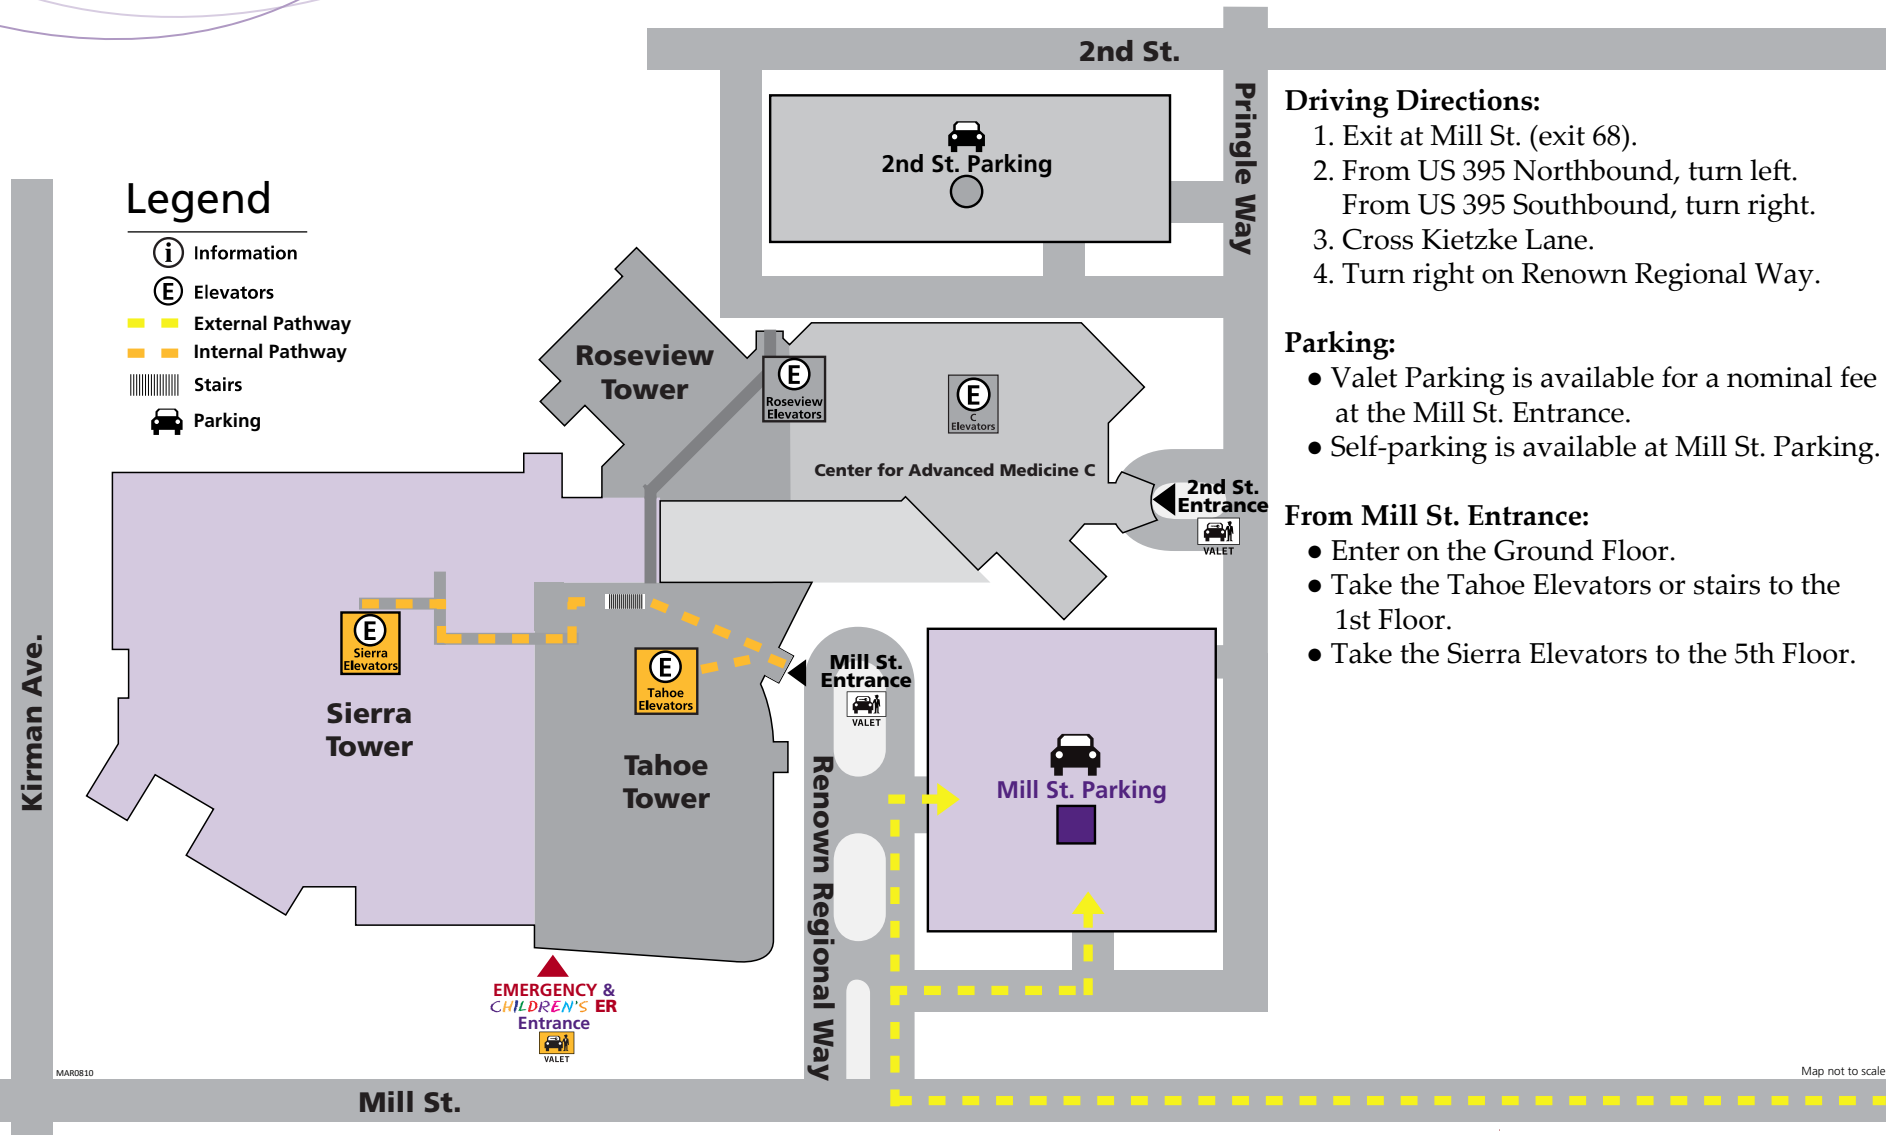 2nd St.
Pringle Way
2nd St. Parking
Legend
i Information
E Elevators
External Pathway
Internal Pathway
Stairs
Parking
Roseview
Tower
E
Roseview
Elevators
E
C
Elevators
Center for Advanced Medicine C
2nd St.
Entrance
VALET
E
Sierra
Elevators
E
Tahoe
Elevators
Mill St.
Entrance
VALET
Sierra
Tower
Tahoe
Tower
Kirman Ave.
Renown Regional Way
Mill St. Parking
EMERGENCY &
CHILDREN'S ER
Entrance
VALET
MAR0810
Mill St.
Driving Directions:
1. Exit at Mill St. (exit 68).
2. From US 395 Northbound, turn left.
From US 395 Southbound, turn right.
3. Cross Kietzke Lane.
4. Turn right on Renown Regional Way.
Parking:
● Valet Parking is available for a nominal fee
at the Mill St. Entrance.
● Self-parking is available at Mill St. Parking.
From Mill St. Entrance:
● Enter on the Ground Floor.
● Take the Tahoe Elevators or stairs to the
1st Floor.
● Take the Sierra Elevators to the 5th Floor.
Map not to scale